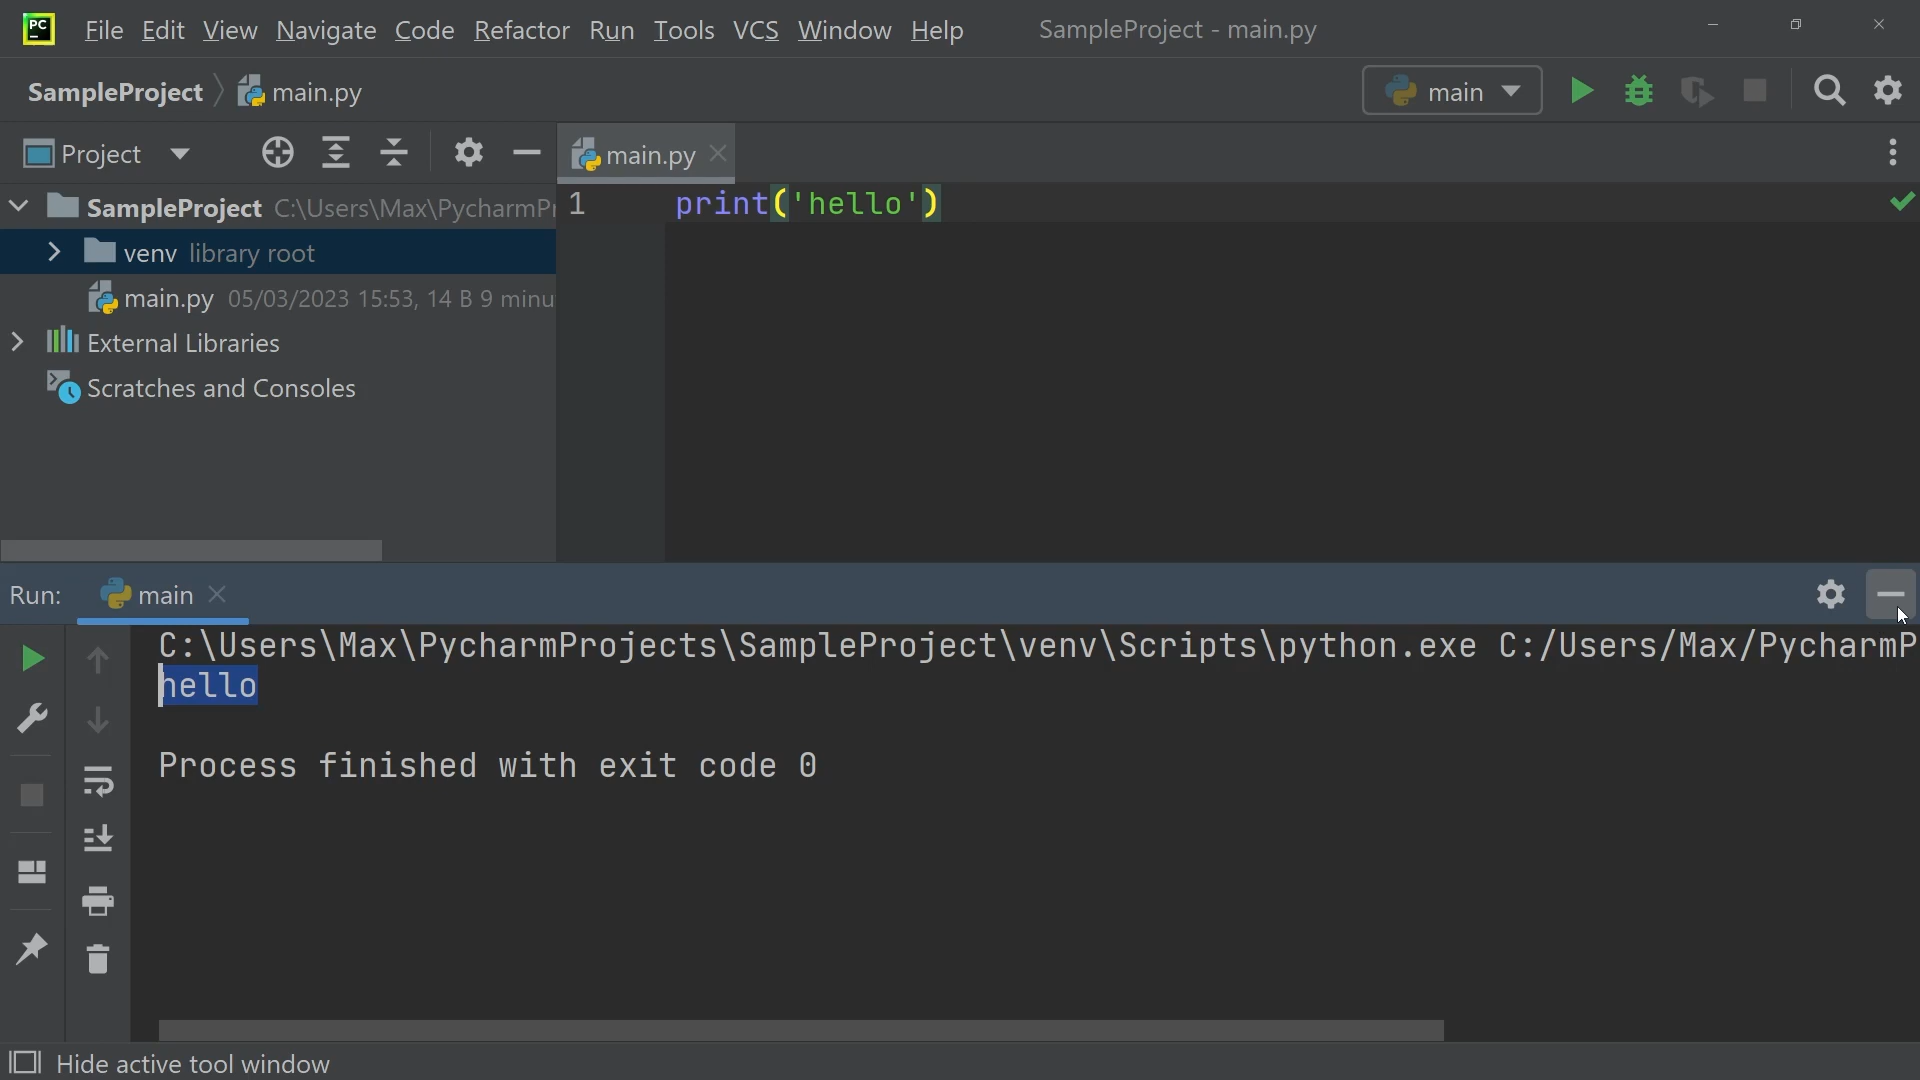 PC File Edit View Navigate Code Refactor Run Tools VCS Window Help SampleProject - main.py
SampleProject main.py main
Project main.py
SampleProject C:\Users\Max\PycharmPr
1 print('hello')
venv library root
main.py 05/03/2023 15:53, 14 B 9 minu
External Libraries
Scratches and Consoles
Run: main
C:\Users\Max\PycharmProjects\SampleProject\venv\Scripts\python.exe C:/Users/Max/PycharmP
hello
Process finished with exit code 0
Hide active tool window